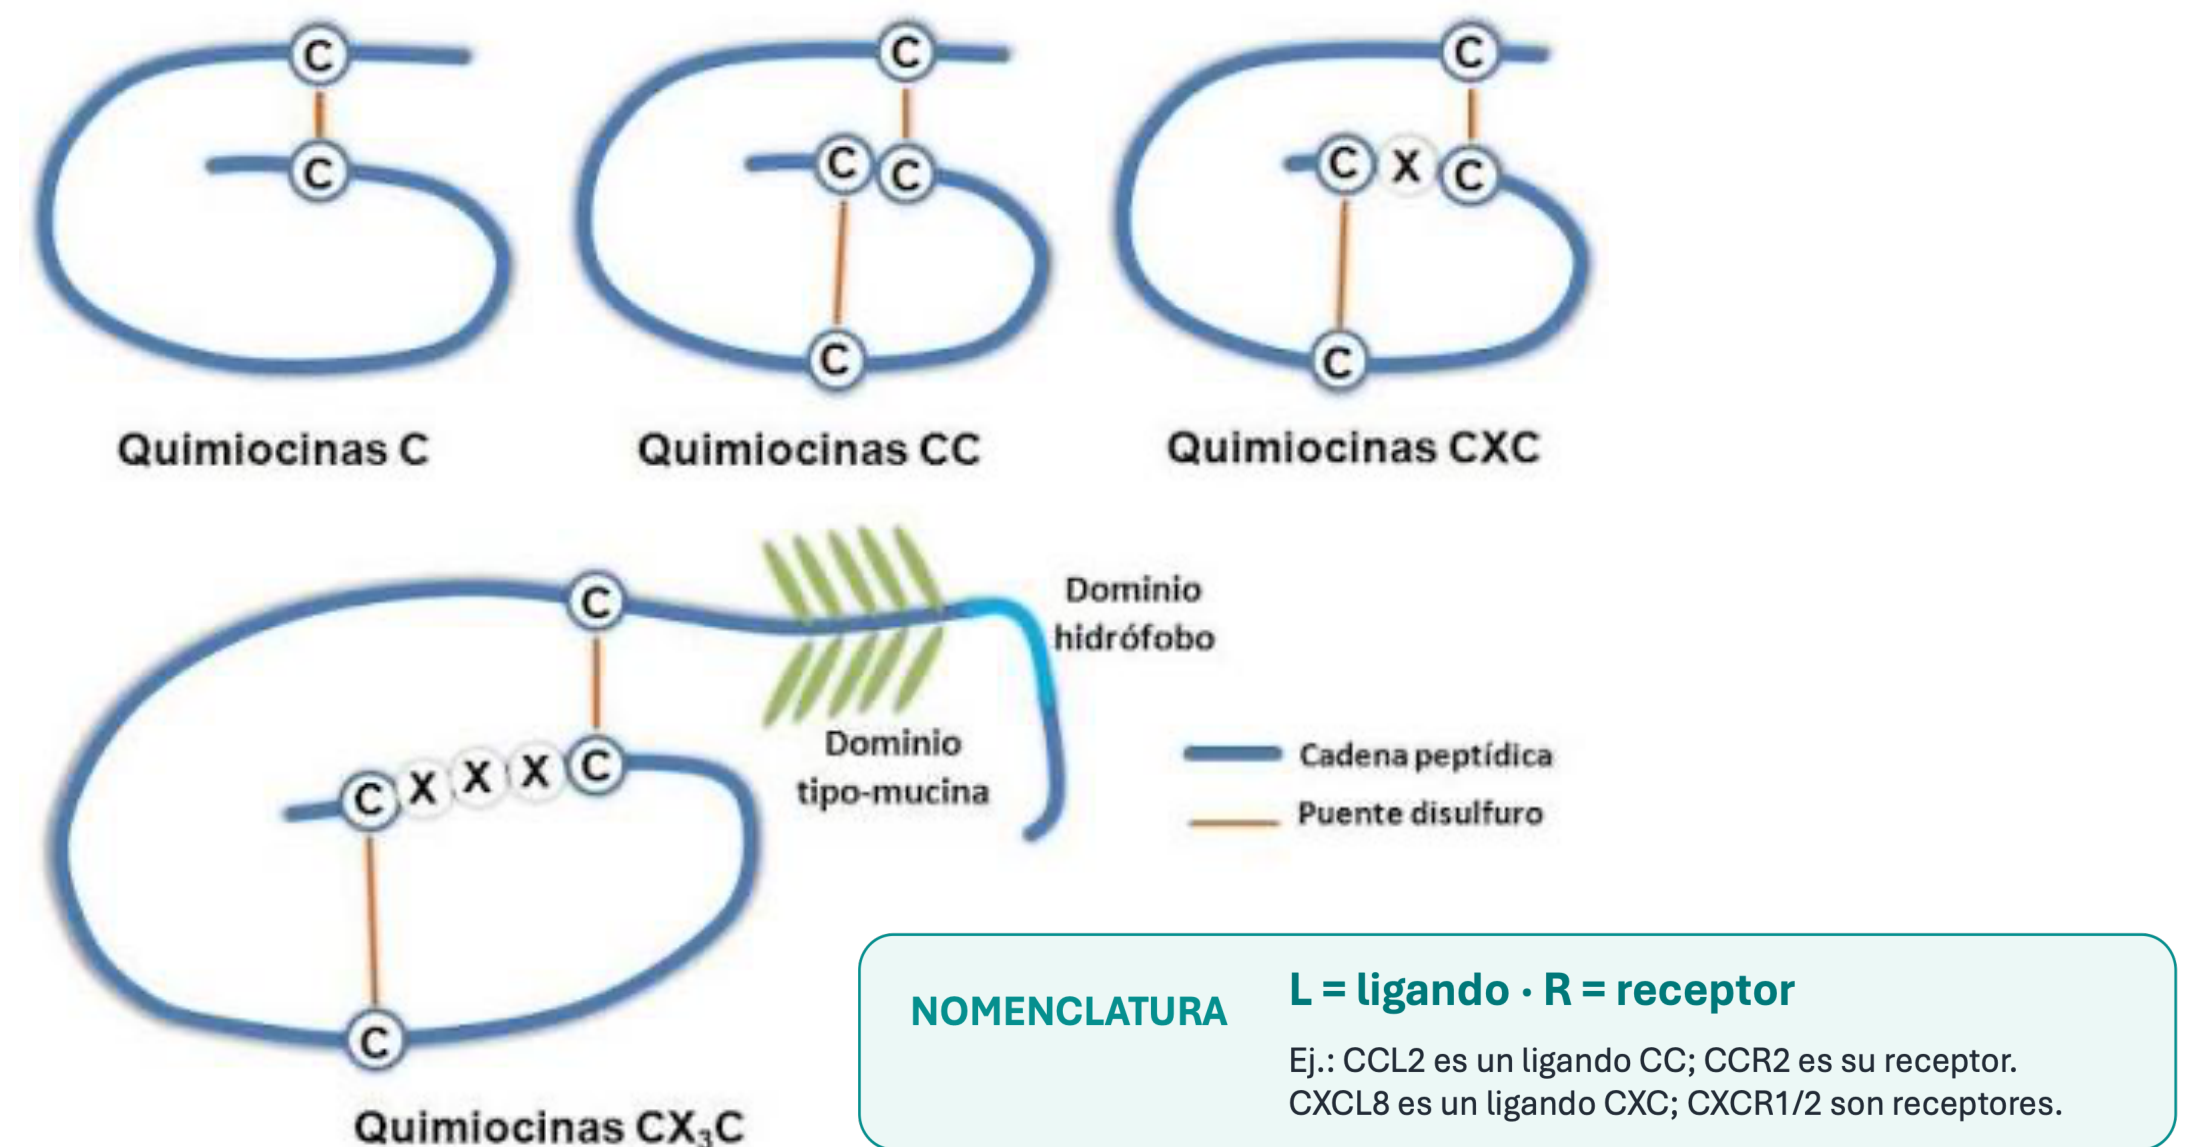 C
C
C
C
C
C
C
C X C
C
Quimiocinas C
Quimiocinas CC
Quimiocinas CXC
C
Dominio
hidrófobo
C X X X C
Dominio
tipo-mucina
Cadena peptídica
Puente disulfuro
C
Quimiocinas CX₃C
NOMENCLATURA
L = ligando · R = receptor
Ej.: CCL2 es un ligando CC; CCR2 es su receptor.
CXCL8 es un ligando CXC; CXCR1/2 son receptores.